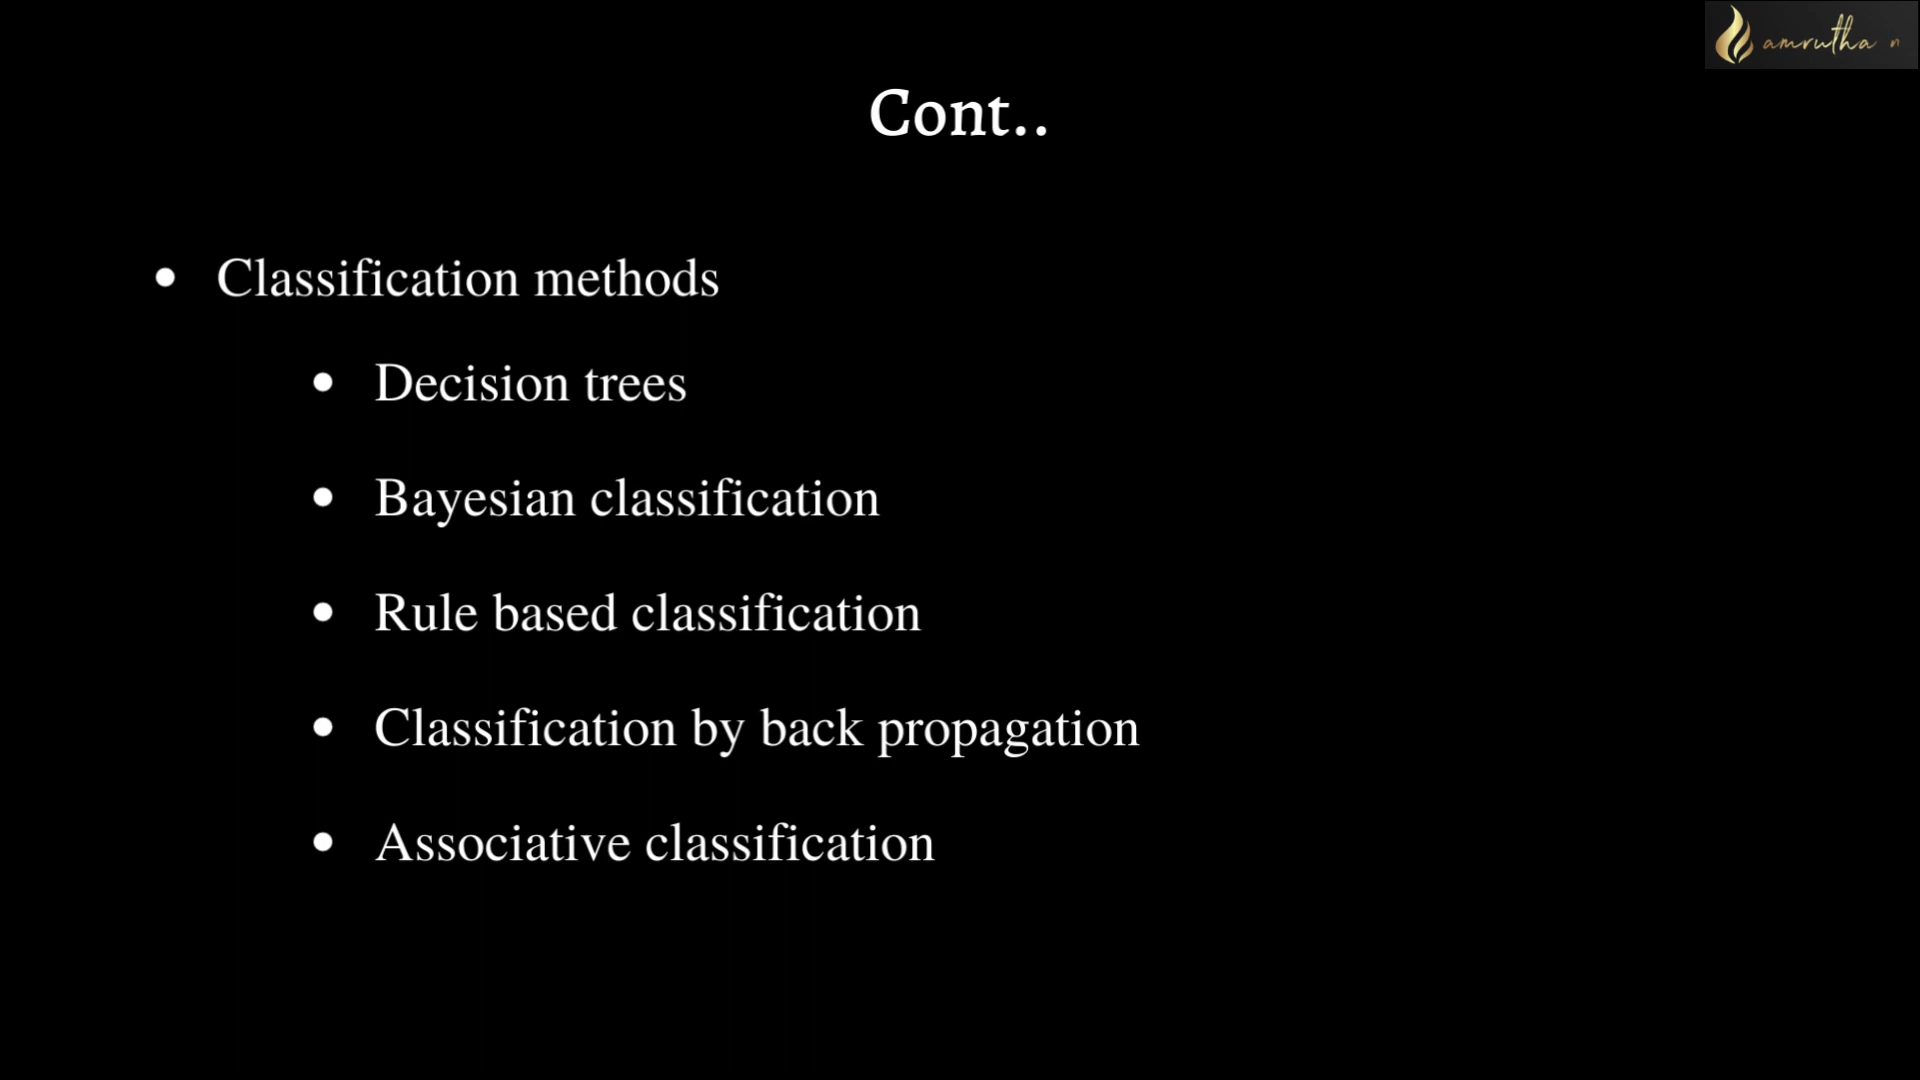 amrutha n
Cont..
• Classification methods
• Decision trees
• Bayesian classification
• Rule based classification
• Classification by back propagation
• Associative classification